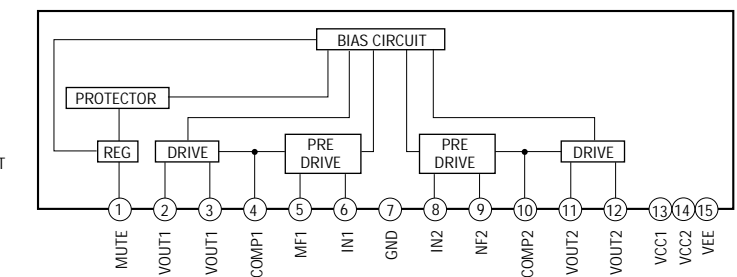 BIAS CIRCUIT
PROTECTOR
REG
DRIVE
PRE
DRIVE
PRE
DRIVE
DRIVE
T
1
2
3
4
5
6
7
8
9
10
11
12
13
14
15
MUTE
VOUT1
VOUT1
COMP1
MF1
IN1
GND
IN2
NF2
COMP2
VOUT2
VOUT2
VCC1
VCC2
VEE